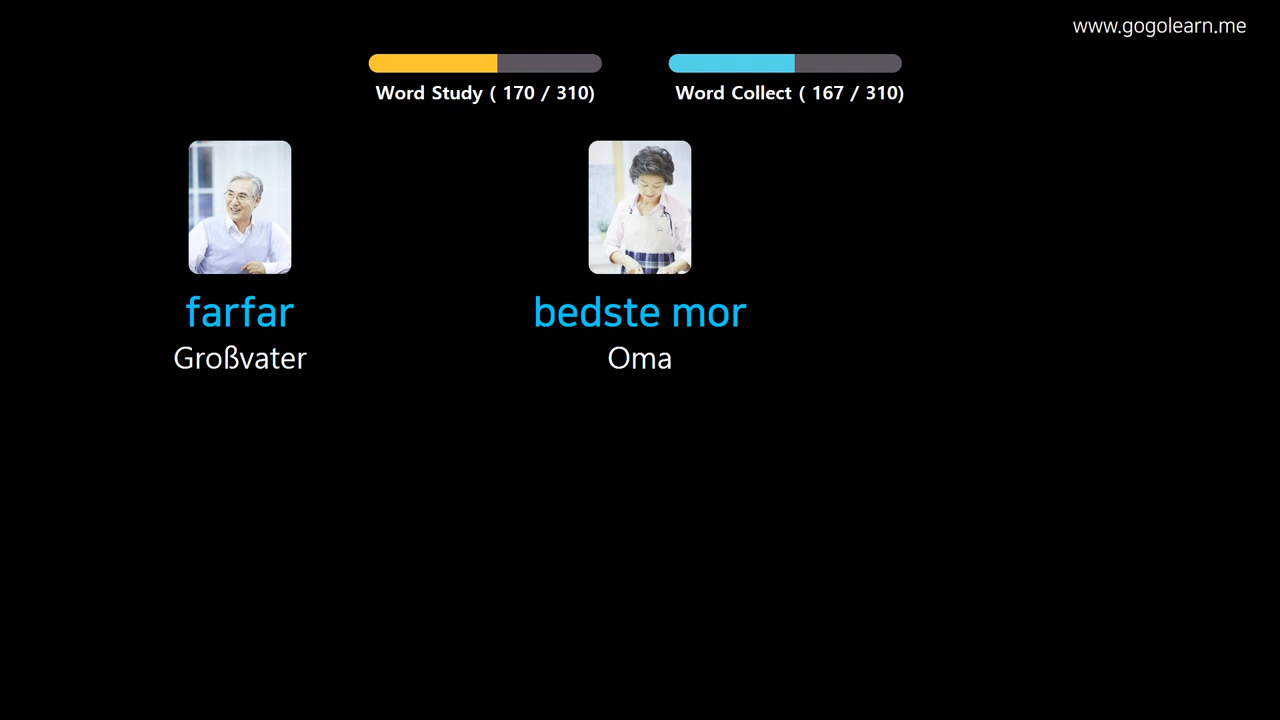 www.gogolearn.me
Word Study ( 170 / 310)
Word Collect ( 167 / 310)
farfar
bedste mor
Großvater
Oma